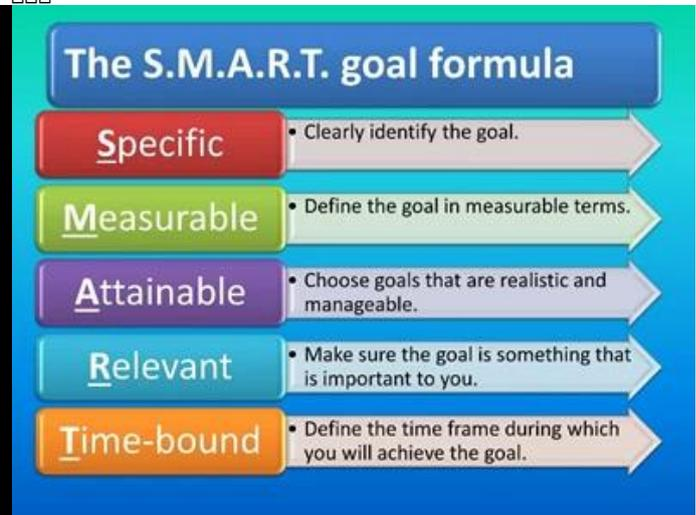 The S.M.A.R.T. goal formula
Specific
• Clearly identify the goal.
Measurable
• Define the goal in measurable terms.
Attainable
• Choose goals that are realistic and
manageable.
Relevant
• Make sure the goal is something that
is important to you.
Time-bound
• Define the time frame during which
you will achieve the goal.